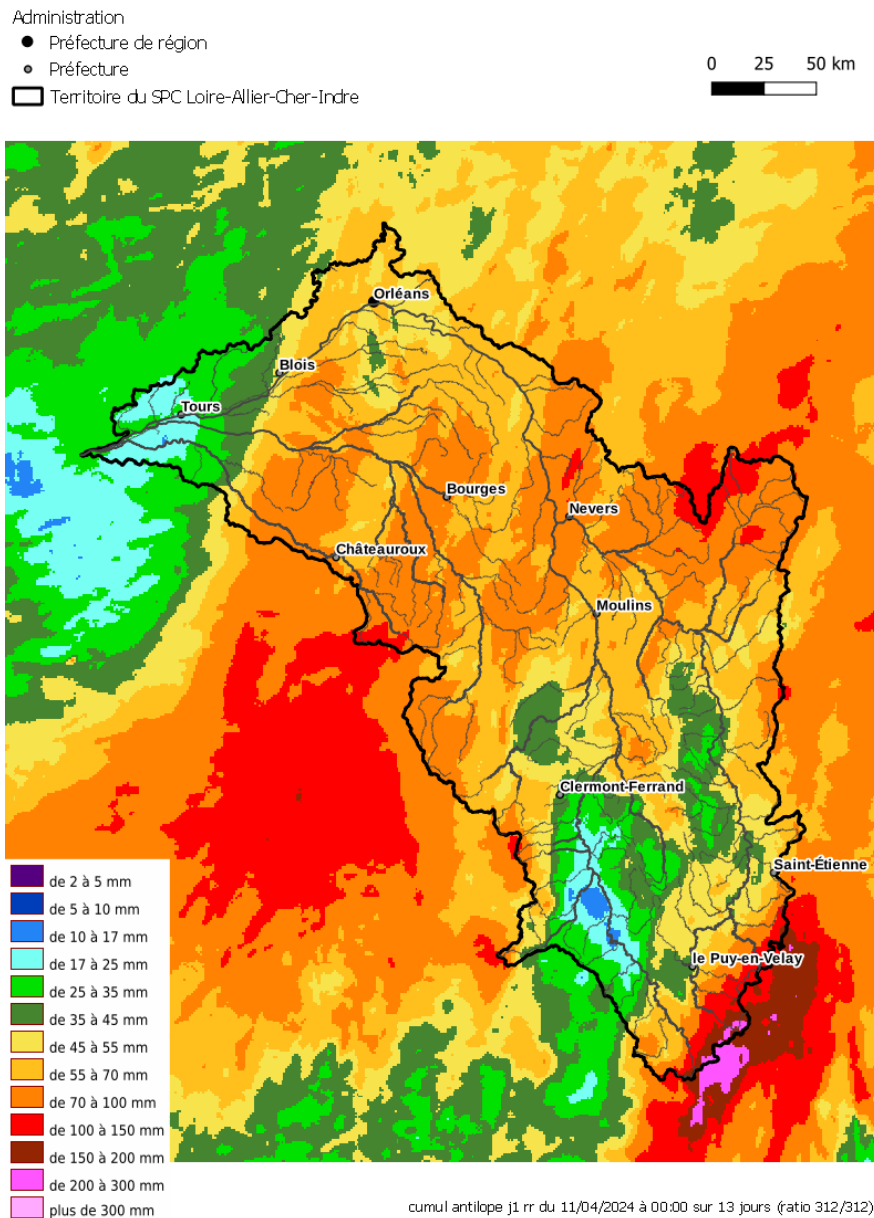 Administration
Préfecture de région
Préfecture
Territoire du SPC Loire-Allier-Cher-Indre
0 25 50 km
Orléans
Blois
Tours
Bourges
Nevers
Châteauroux
Moulins
Clermont-Ferrand
Saint-Étienne
le Puy-en-Velay
de 2 à 5 mm
de 5 à 10 mm
de 10 à 17 mm
de 17 à 25 mm
de 25 à 35 mm
de 35 à 45 mm
de 45 à 55 mm
de 55 à 70 mm
de 70 à 100 mm
de 100 à 150 mm
de 150 à 200 mm
de 200 à 300 mm
plus de 300 mm
cumul antilope j1 rr du 11/04/2024 à 00:00 sur 13 jours (ratio 312/312)